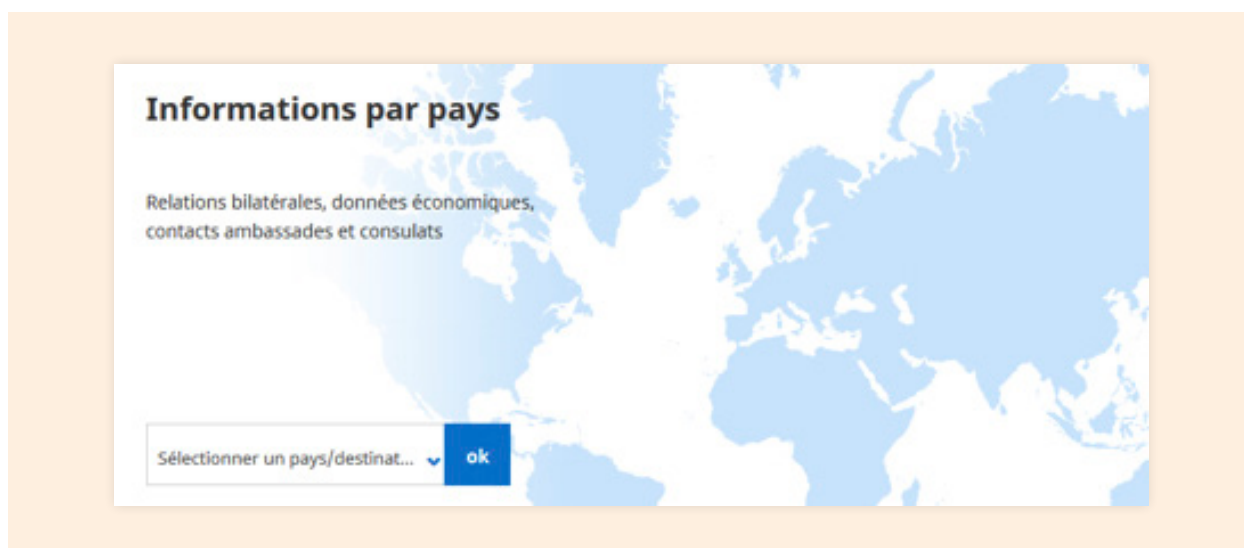 Informations par pays
Relations bilatérales, données économiques,
contacts ambassades et consulats
Sélectionner un pays/destinat...
ok